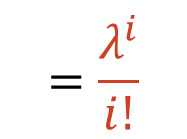 = λ^i / i!